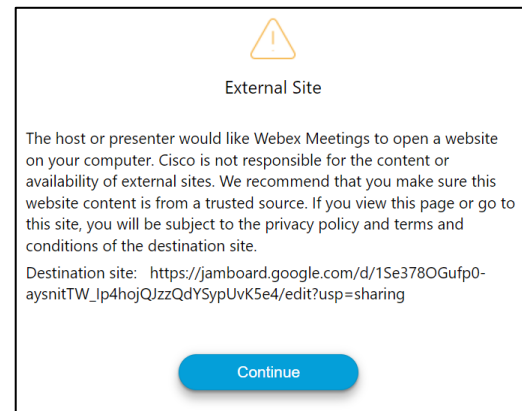 External Site
The host or presenter would like Webex Meetings to open a website
on your computer. Cisco is not responsible for the content or
availability of external sites. We recommend that you make sure this
website content is from a trusted source. If you view this page or go to
this site, you will be subject to the privacy policy and terms and
conditions of the destination site.
Destination site: https://jamboard.google.com/d/1Se378OGufp0-
aysnitTW_Ip4hojQJzzQdYSypUvK5e4/edit?usp=sharing
Continue